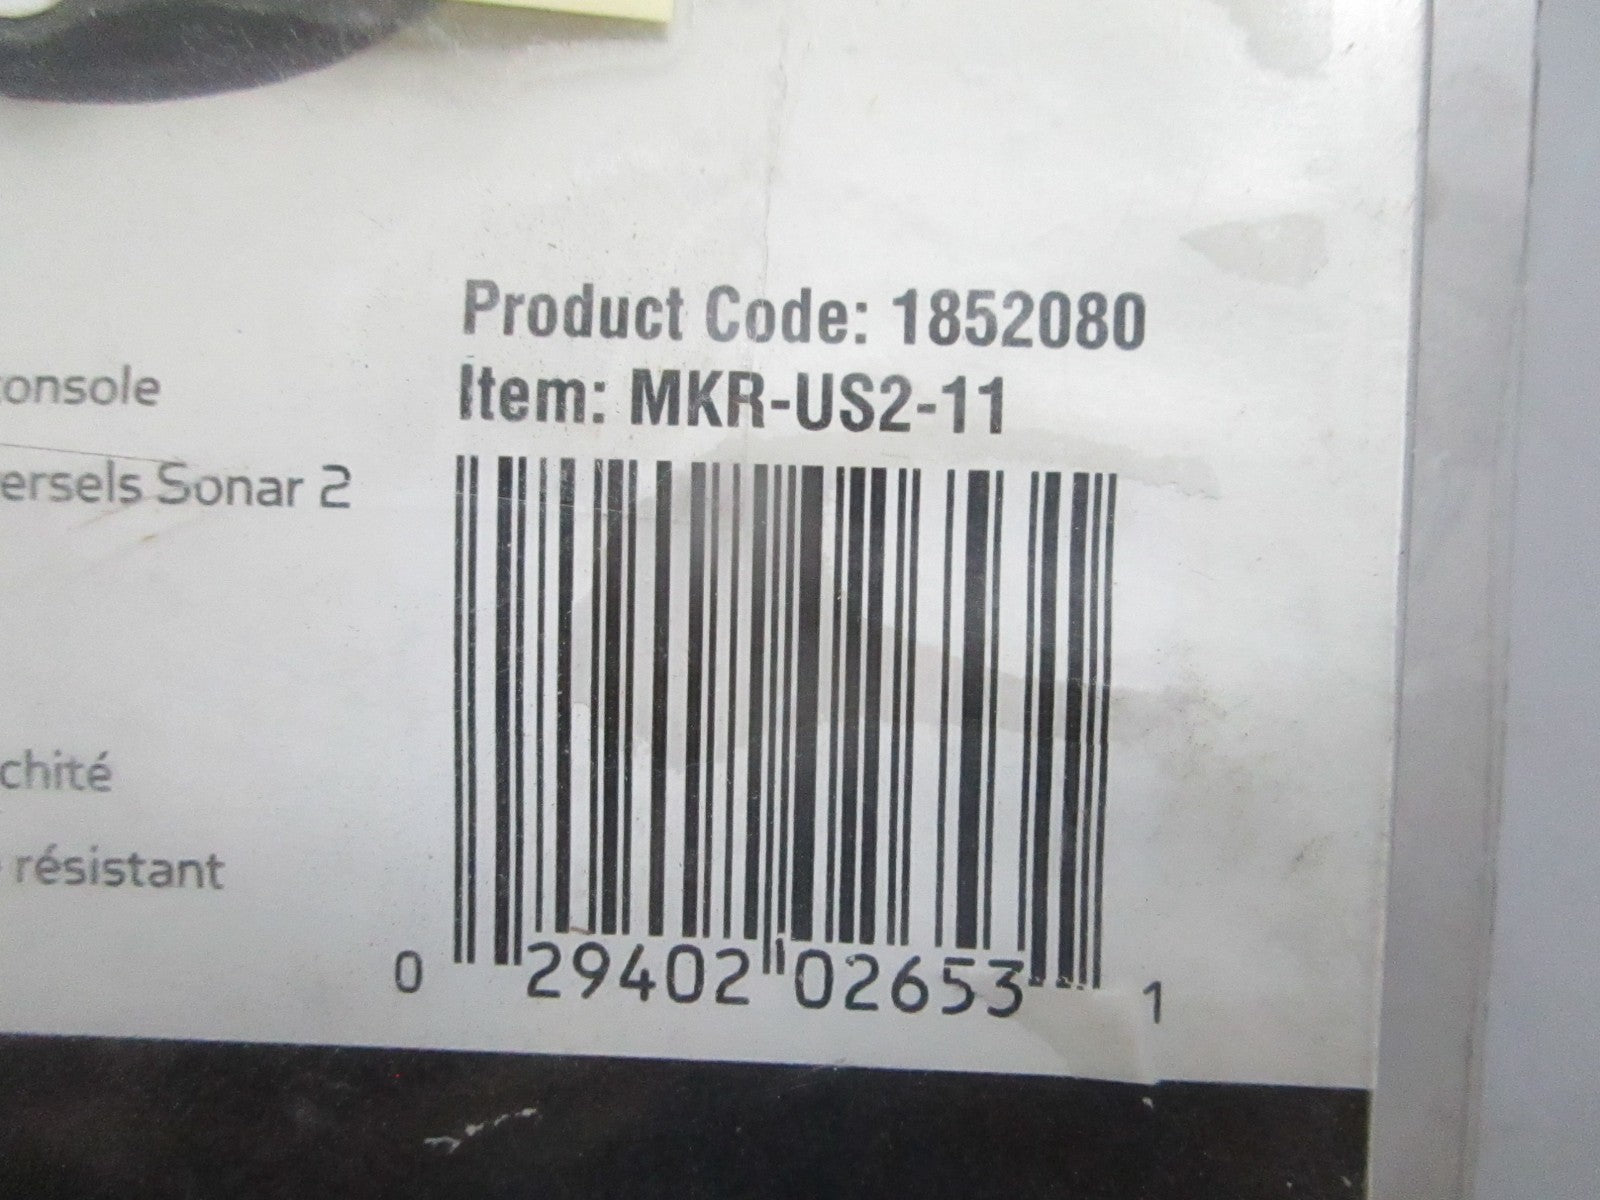 Product Code: 1852080
Item: MKR-US2-11
onsole
ersels Sonar 2
chité
résistant
0 29402 02653 1